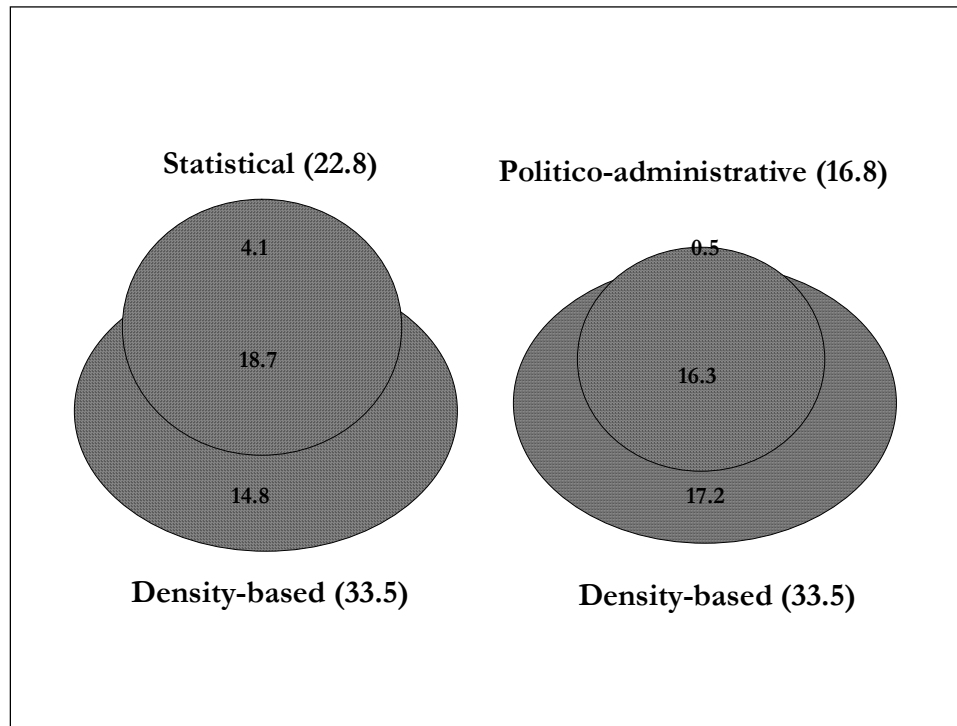 Statistical (22.8)
4.1
18.7
14.8
Density-based (33.5)
Politico-administrative (16.8)
0.5
16.3
17.2
Density-based (33.5)